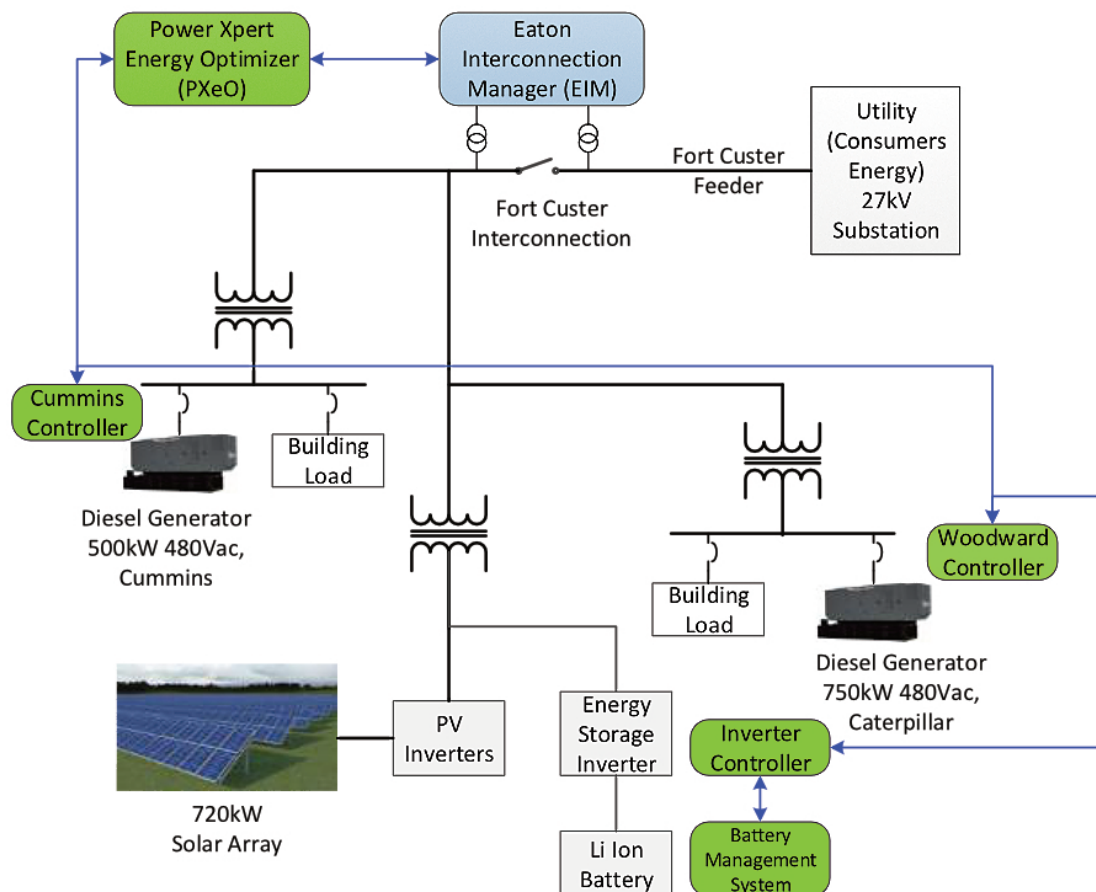 Power Xpert
Energy Optimizer
(PXeO)
Eaton
Interconnection
Manager (EIM)
Utility
(Consumers
Energy)
27kV
Substation
Fort Custer
Feeder
Fort Custer
Interconnection
Cummins
Controller
Building
Load
Diesel Generator
500kW 480Vac,
Cummins
Woodward
Controller
Building
Load
Diesel Generator
750kW 480Vac,
Caterpillar
PV
Inverters
Energy
Storage
Inverter
Inverter
Controller
720kW
Solar Array
Li Ion
Battery
Battery
Management
System